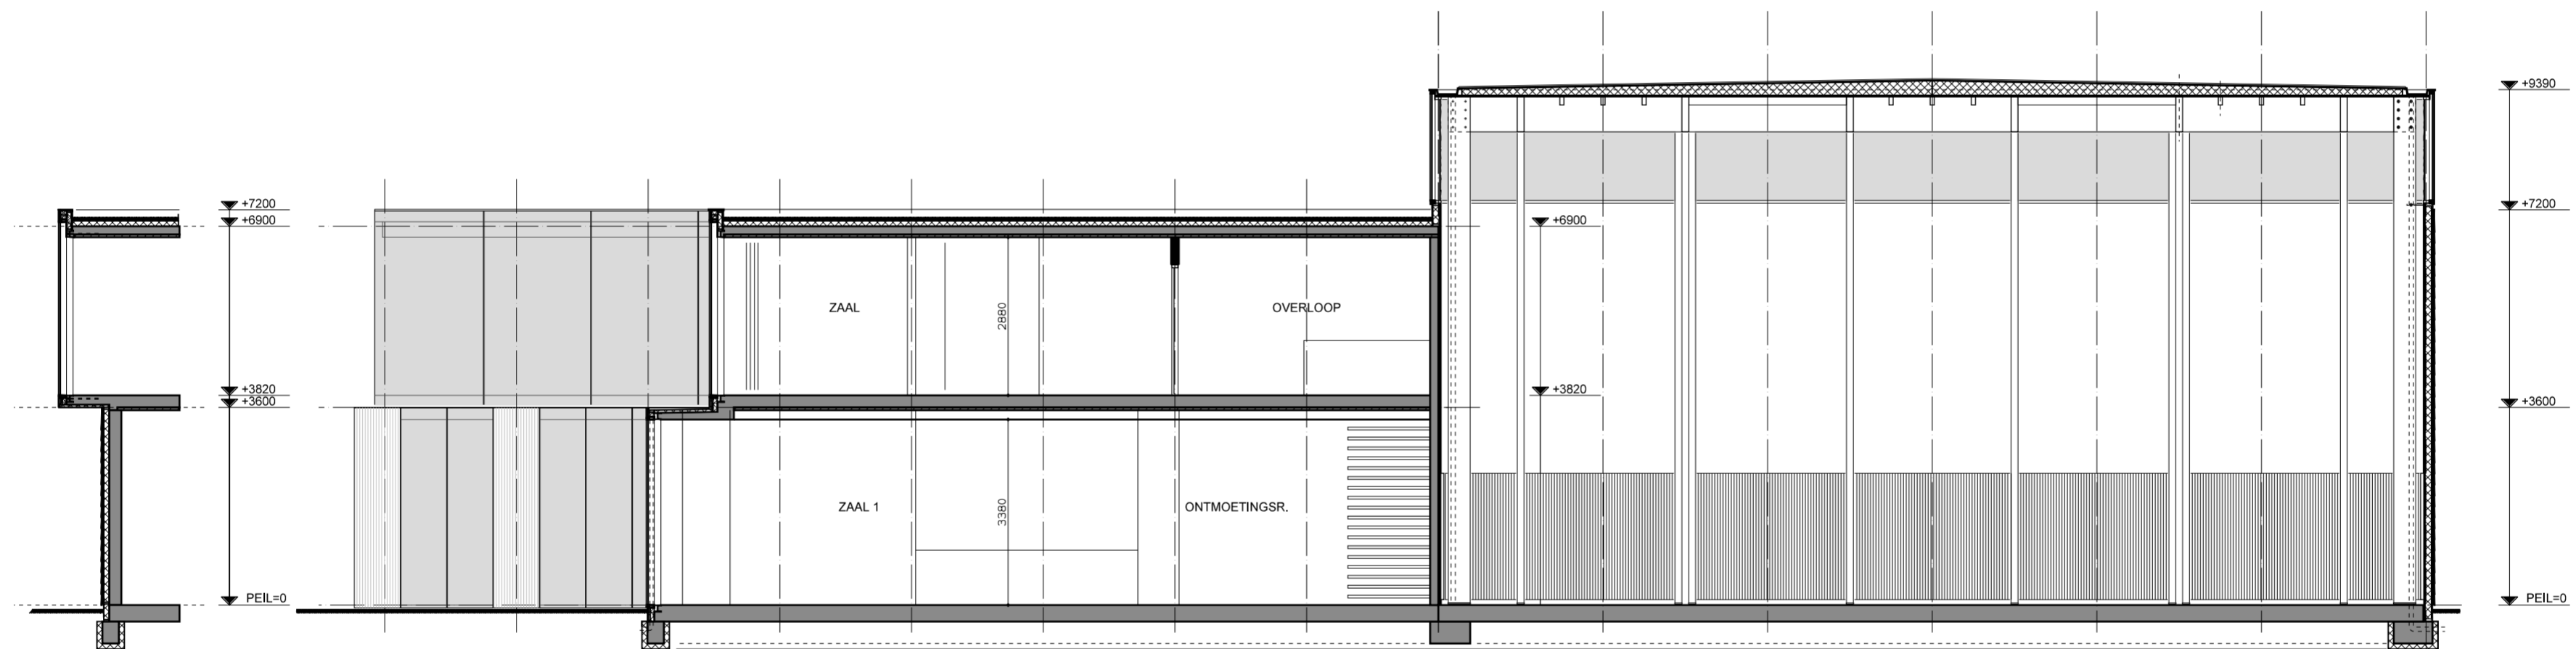 +9390
+7200
+6900
+7200
+6900
ZAAL
2880
OVERLOOP
+3820
+3600
+3820
+3600
ZAAL 1
3380
ONTMOETINGSR.
PEIL=0
PEIL=0